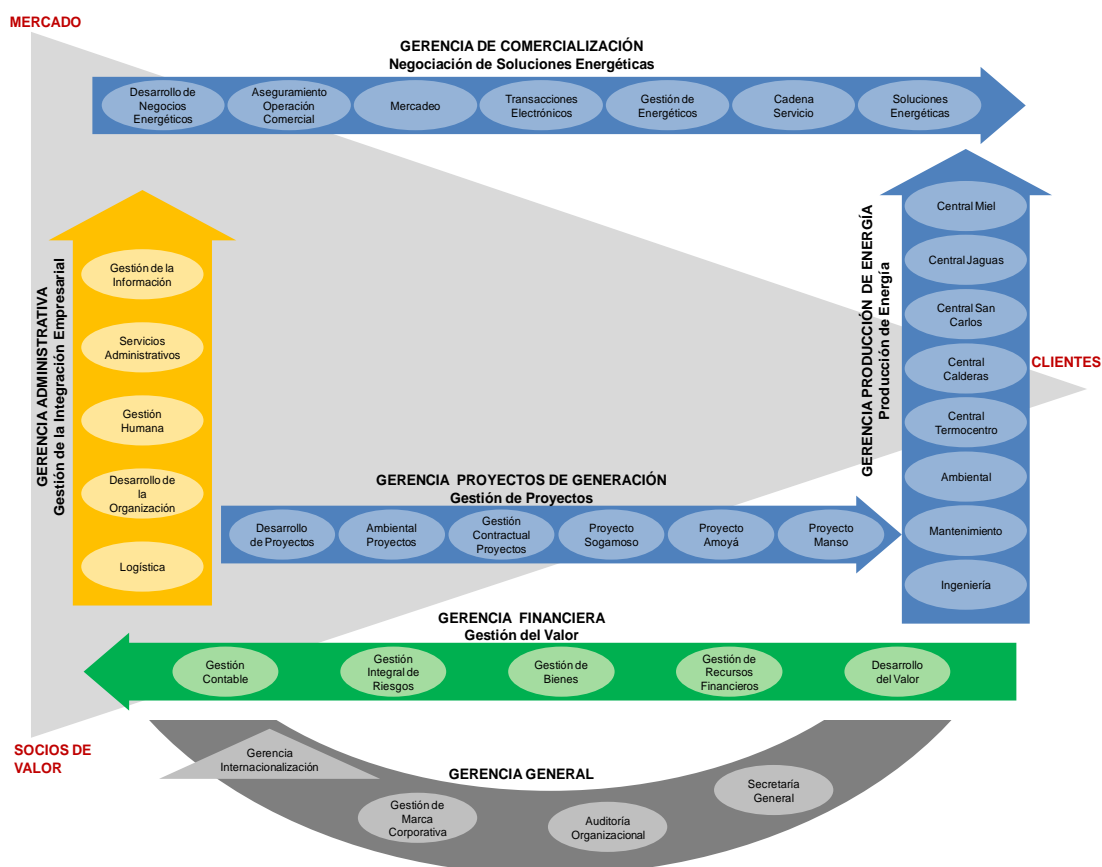 MERCADO
GERENCIA DE COMERCIALIZACIÓN
Negociación de Soluciones Energéticas
Desarrollo de
Negocios
Energéticos
Aseguramiento
Operación
Comercial
Mercadeo
Transacciones
Electrónicos
Gestión de
Energéticos
Cadena
Servicio
Soluciones
Energéticas
GERENCIA ADMINISTRATIVA
Gestión de la Integración Empresarial
Gestión de la
Información
Servicios
Administrativos
Gestión
Humana
Desarrollo de
la
Organización
Logística
GERENCIA PRODUCCIÓN DE ENERGÍA
Producción de Energía
Central Miel
Central Jaguas
Central San
Carlos
Central
Calderas
Central
Termocentro
Ambiental
Mantenimiento
Ingeniería
CLIENTES
GERENCIA PROYECTOS DE GENERACIÓN
Gestión de Proyectos
Desarrollo
de Proyectos
Ambiental
Proyectos
Gestión
Contractual
Proyectos
Proyecto
Sogamoso
Proyecto
Amoyá
Proyecto
Manso
GERENCIA FINANCIERA
Gestión del Valor
Gestión
Contable
Gestión
Integral de
Riesgos
Gestión de
Bienes
Gestión de
Recursos
Financieros
Desarrollo
del Valor
SOCIOS DE
VALOR
Gerencia
Internacionalización
GERENCIA GENERAL
Gestión de
Marca
Corporativa
Auditoría
Organizacional
Secretaría
General